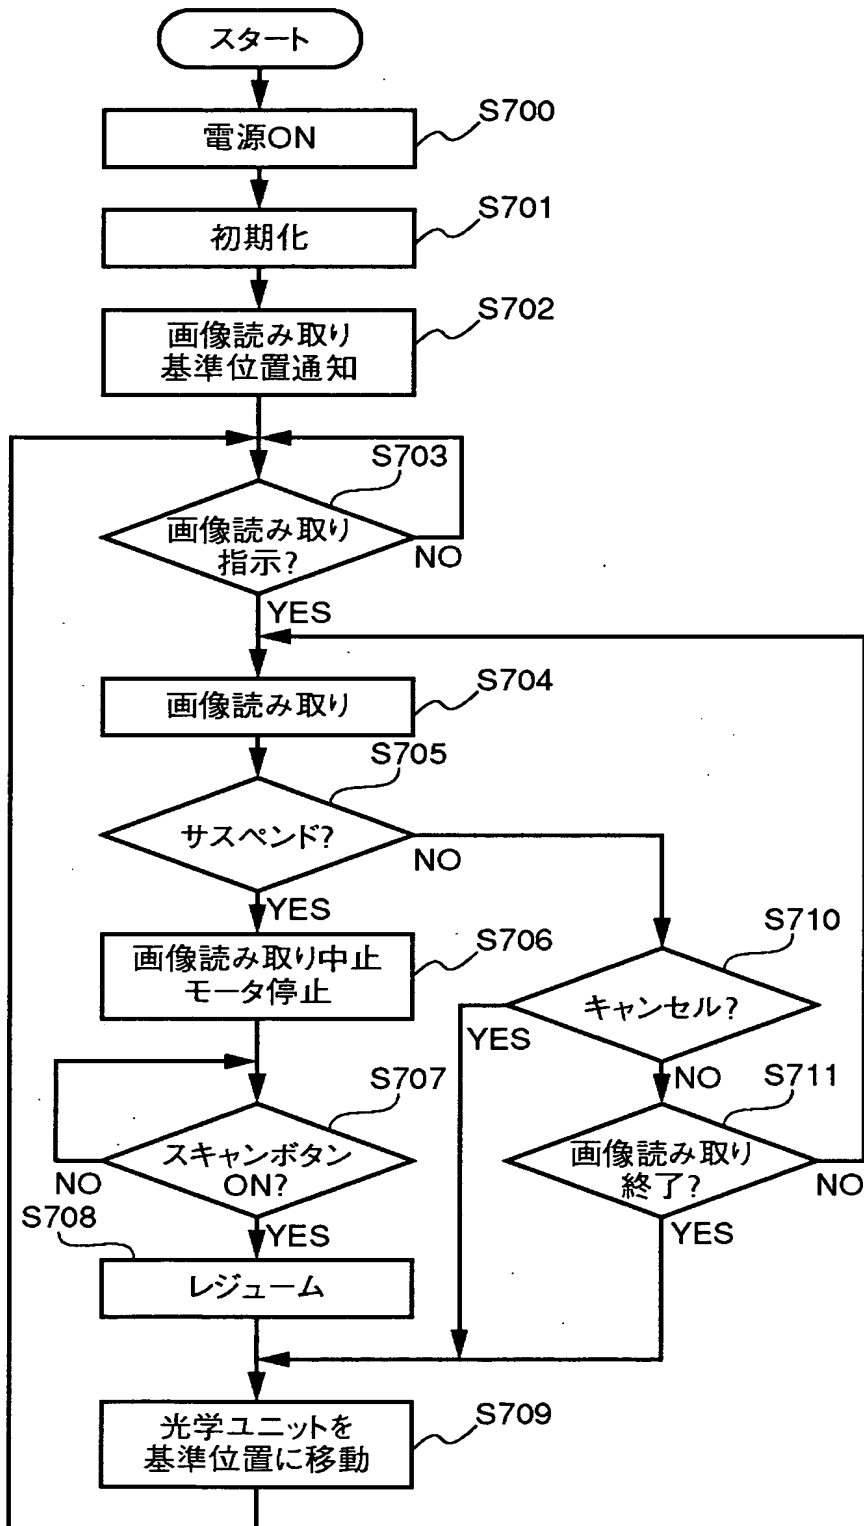 スタート
電源ON
S700
初期化
S701
画像読み取り
基準位置通知
S702
S703
画像読み取り
指示?
NO
YES
画像読み取り
S704
S705
サスペンド?
NO
YES
画像読み取り中止
モータ停止
S706
S710
キャンセル?
YES
NO
S707
スキャンボタン
ON?
NO
YES
S711
画像読み取り
終了?
NO
YES
S708
レジューム
光学ユニットを
基準位置に移動
S709